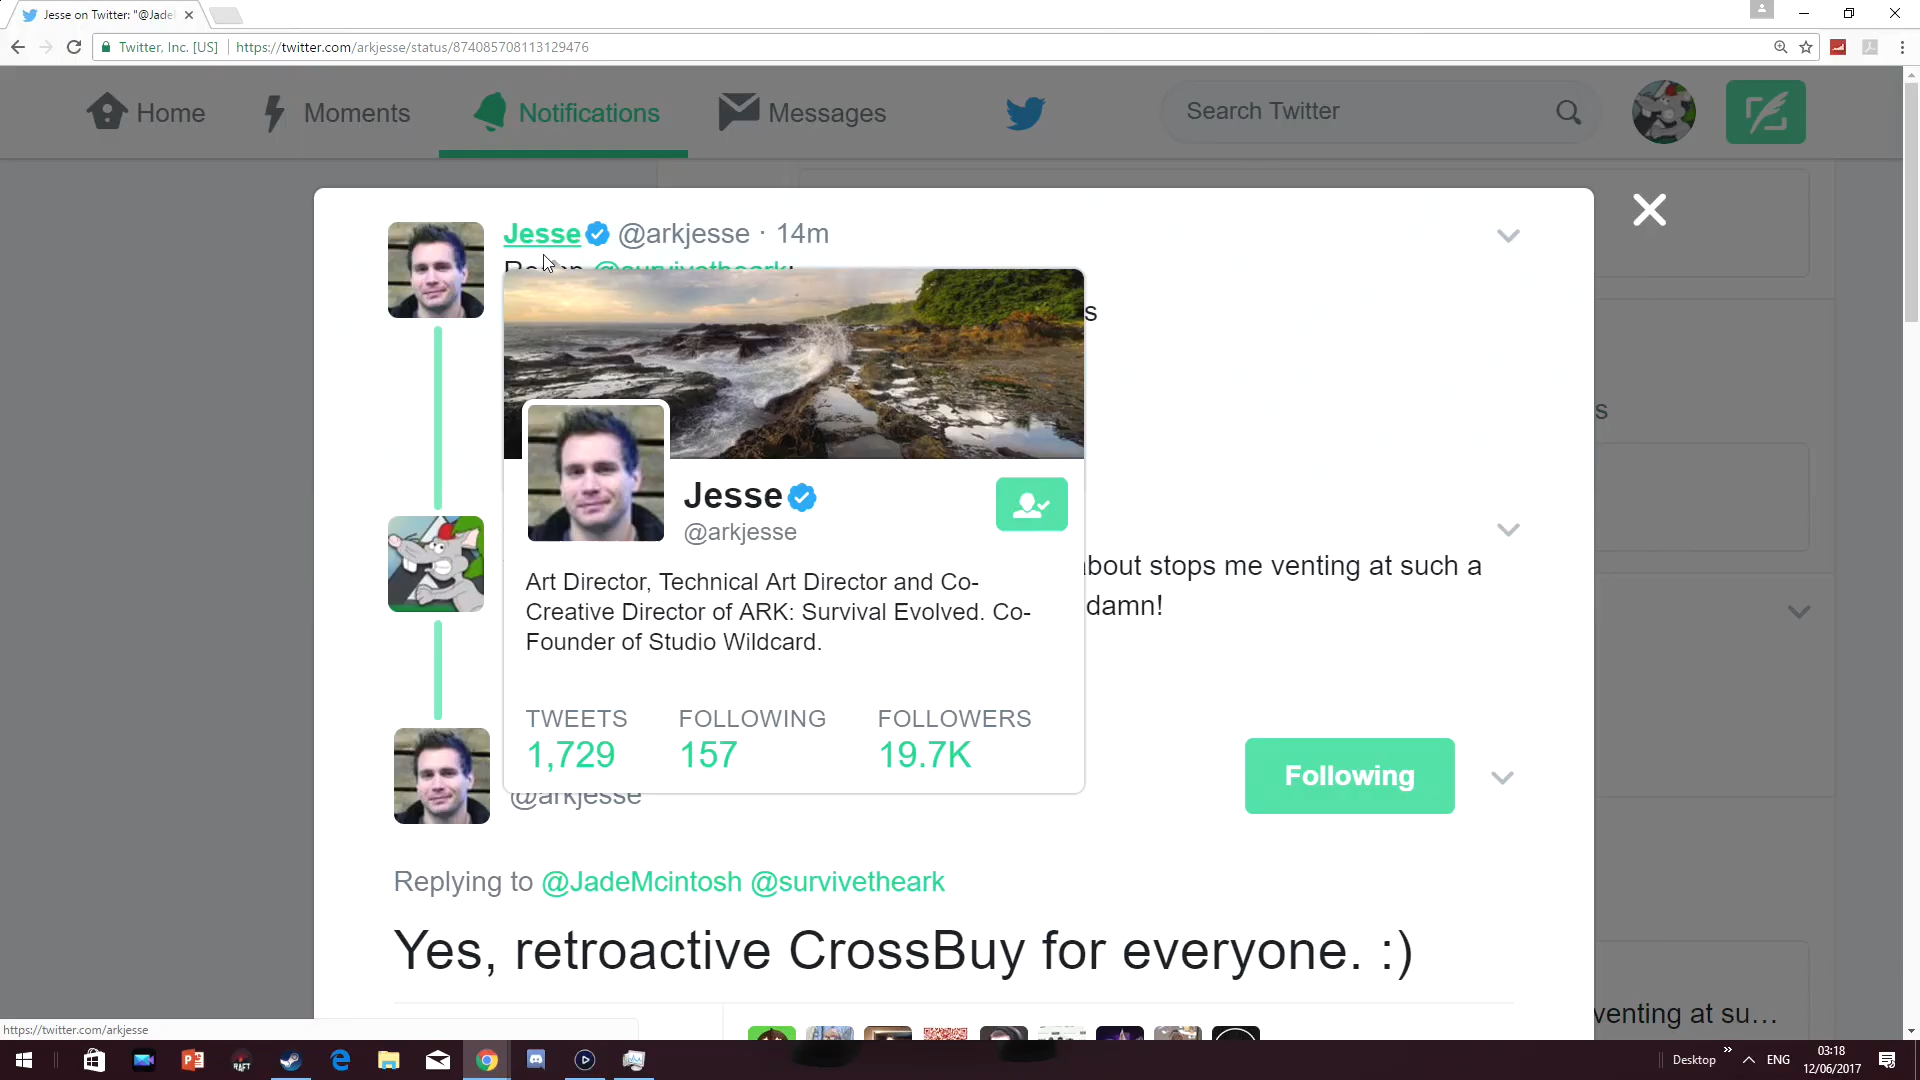 Jesse on Twitter: "@Jade
Twitter, Inc. [US] https://twitter.com/arkjesse/status/874085708113129476
Home Moments Notifications Messages Search Twitter
Jesse @arkjesse · 14m
@survivetheark:
s
s
Jesse
@arkjesse
Art Director, Technical Art Director and Co-
Creative Director of ARK: Survival Evolved. Co-
Founder of Studio Wildcard.
about stops me venting at such a
damn!
TWEETS FOLLOWING FOLLOWERS
1,729 157 19.7K
@arkjesse
Following
Replying to @JadeMcintosh @survivetheark
Yes, retroactive CrossBuy for everyone. :)
venting at su...
https://twitter.com/arkjesse
RAFT
Desktop » ENG 03:18
12/06/2017